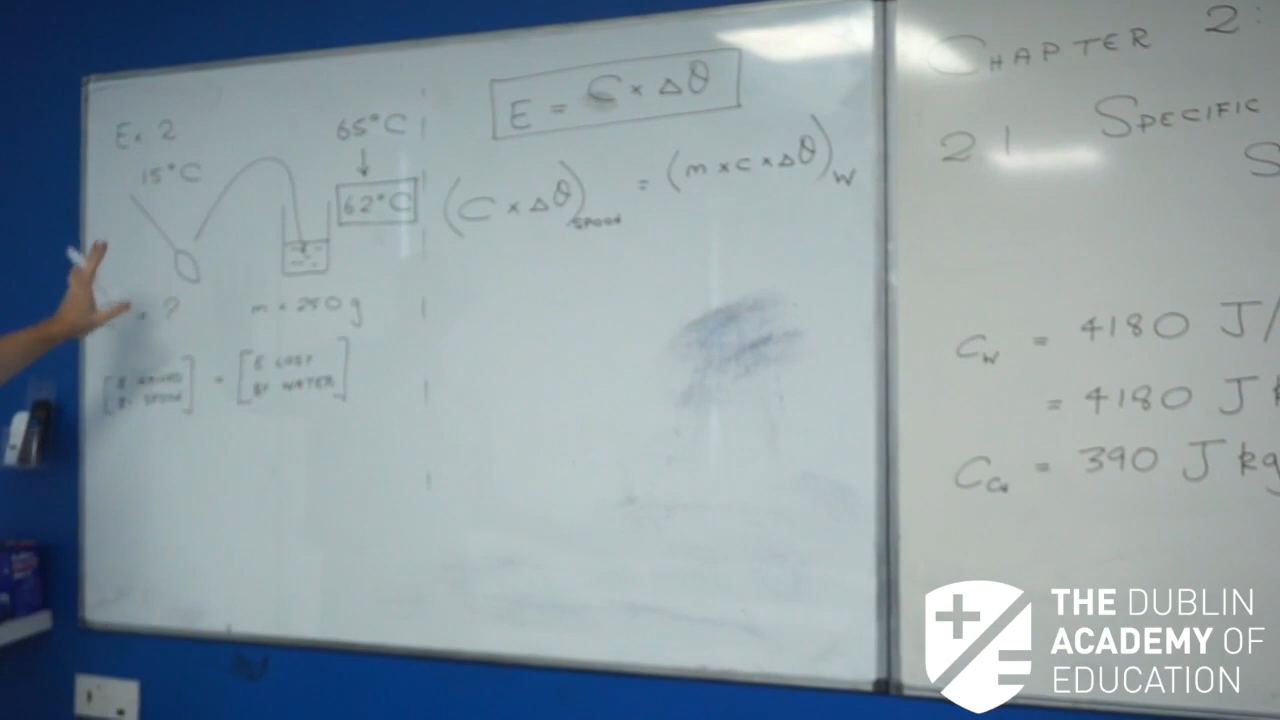 Ex. 2
15°C
65°C
↓
62°C
?
m = 250 g
[E GAINED BY SPOON] = [E LOST BY WATER]
E = C × Δθ
(C × Δθ)SPOON = (m × c × Δθ)W
CHAPTER 2:
2.1 SPECIFIC
S
CW = 4180 J/
= 4180 J k
CCu = 390 J kg
THE DUBLIN
ACADEMY OF
EDUCATION